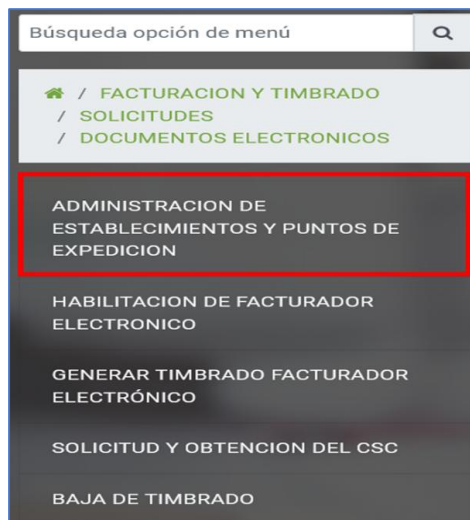 Búsqueda opción de menú
/ FACTURACION Y TIMBRADO
/ SOLICITUDES
/ DOCUMENTOS ELECTRONICOS
ADMINISTRACION DE
ESTABLECIMIENTOS Y PUNTOS DE
EXPEDICION
HABILITACION DE FACTURADOR
ELECTRONICO
GENERAR TIMBRADO FACTURADOR
ELECTRÓNICO
SOLICITUD Y OBTENCION DEL CSC
BAJA DE TIMBRADO